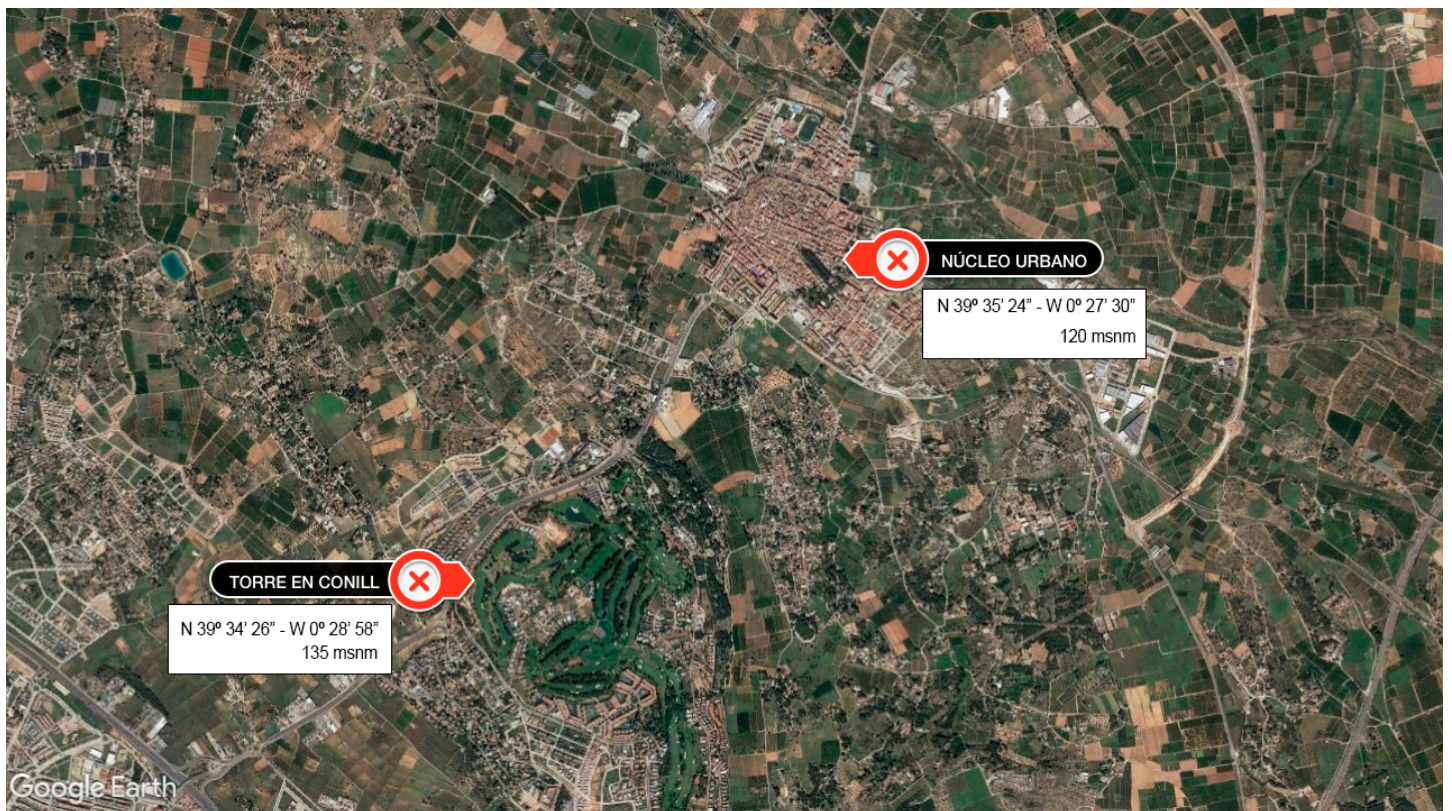 NÚCLEO URBANO
N 39º 35’ 24” - W 0º 27’ 30”
120 msnm
TORRE EN CONILL
N 39º 34’ 26” - W 0º 28’ 58”
135 msnm
Google Earth